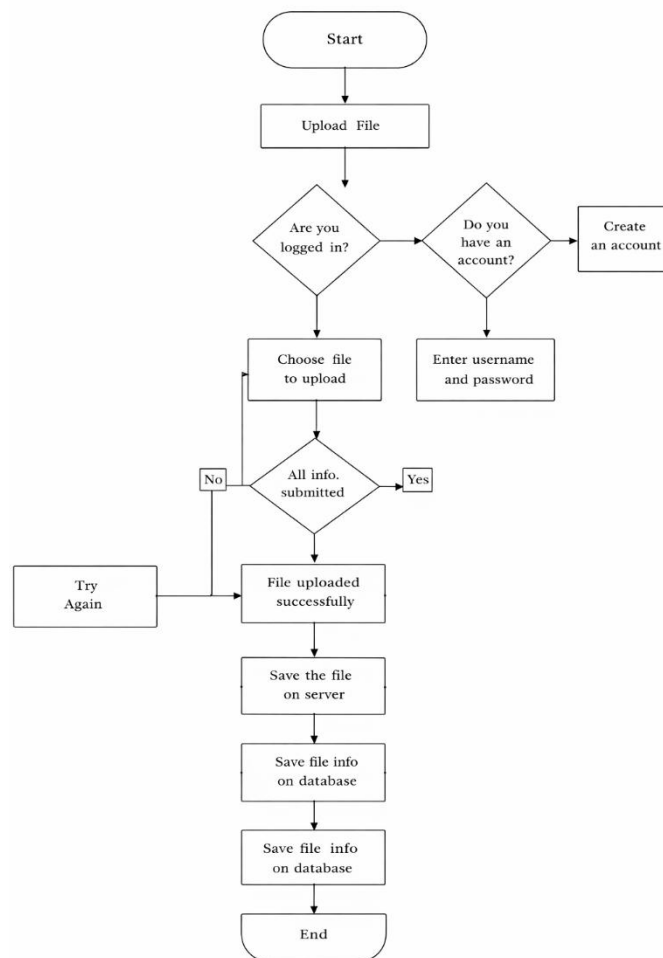 Start
Upload File
Are you
logged in?
Do you
have an
account?
Create
an account
Choose file
to upload
Enter username
and password
No
All info.
submitted
Yes
Try
Again
File uploaded
successfully
Save the file
on server
Save file info
on database
Save file info
on database
End